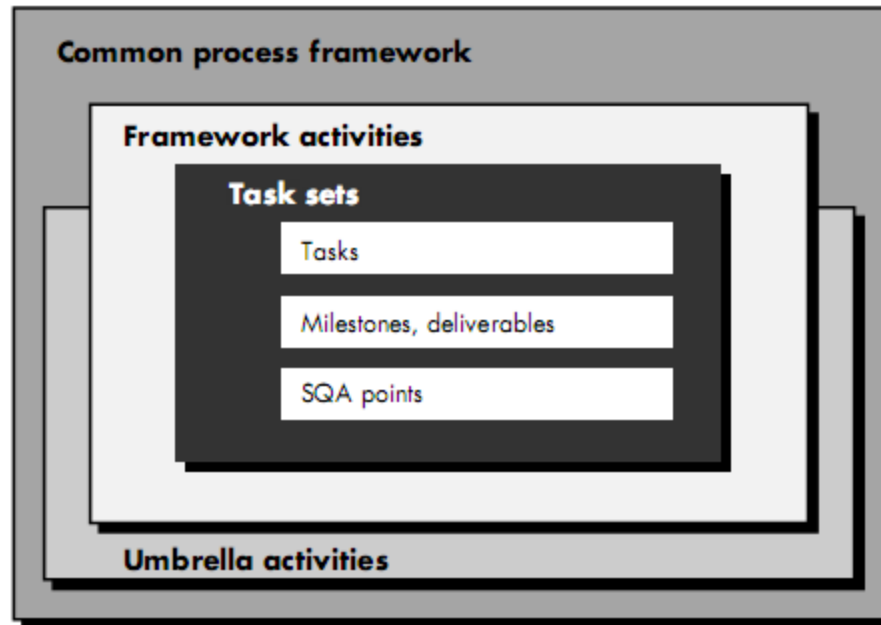 Common process framework
Framework activities
Task sets
Tasks
Milestones, deliverables
SQA points
Umbrella activities